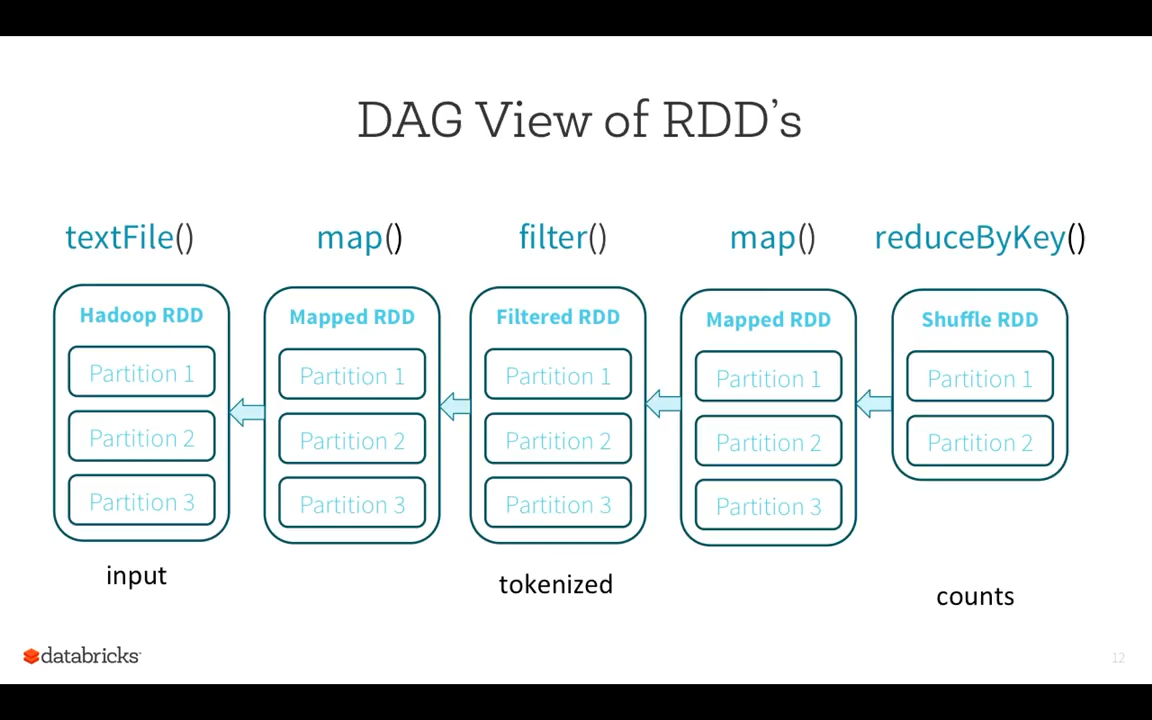 DAG View of RDD’s
textFile() map() filter() map() reduceByKey()
Hadoop RDD
Partition 1
Partition 2
Partition 3
input
Mapped RDD
Partition 1
Partition 2
Partition 3
Filtered RDD
Partition 1
Partition 2
Partition 3
tokenized
Mapped RDD
Partition 1
Partition 2
Partition 3
Shuffle RDD
Partition 1
Partition 2
counts
databricks
12